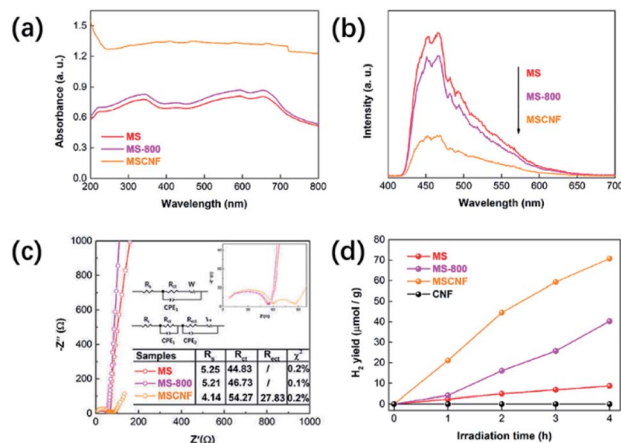 (a)
1.5
1.2
0.9
0.6
0.3
0.0
Absorbance (a. u.)
MS
MS-800
MSCNF
200 300 400 500 600 700 800
Wavelength (nm)
(b)
Intensity (a. u.)
MS
MS-800
MSCNF
400 450 500 550 600 650 700
Wavelength (nm)
(c)
1000
800
600
400
200
0
-Z'' (Ω)
Rs Rct W
CPE1
CPE1 CPE2
Samples Rs Rct Rect χ2
MS 5.25 44.83 / 0.2%
MS-800 5.21 46.73 / 0.1%
MSCNF 4.14 54.27 27.83 0.2%
0 200 400 600 800 1000
Z'(Ω)
(d)
80
70
60
50
40
30
20
10
0
H2 yield (μmol / g)
MS
MS-800
MSCNF
CNF
0 1 2 3 4
Irradiation time (h)